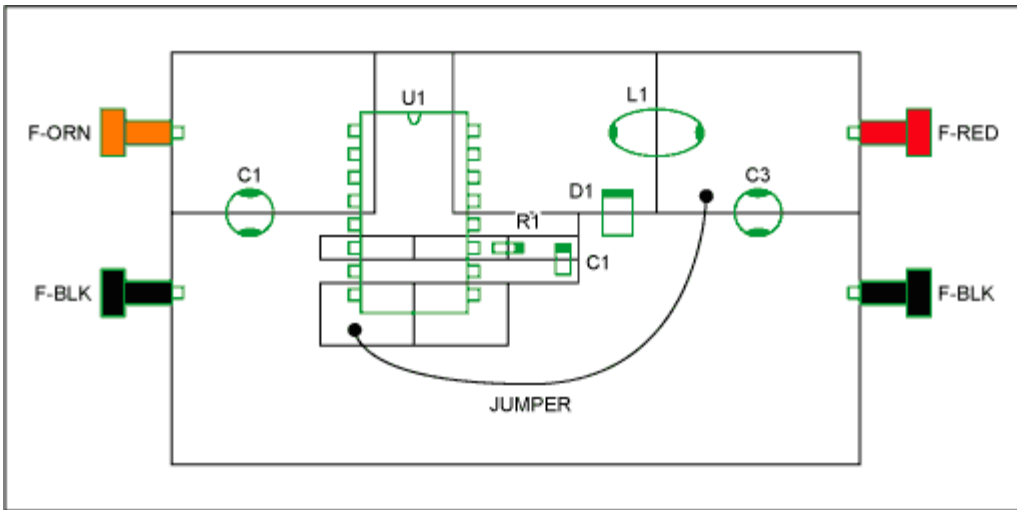 U1
L1
F-ORN
F-RED
C1
D1
C3
R1
C1
F-BLK
F-BLK
JUMPER